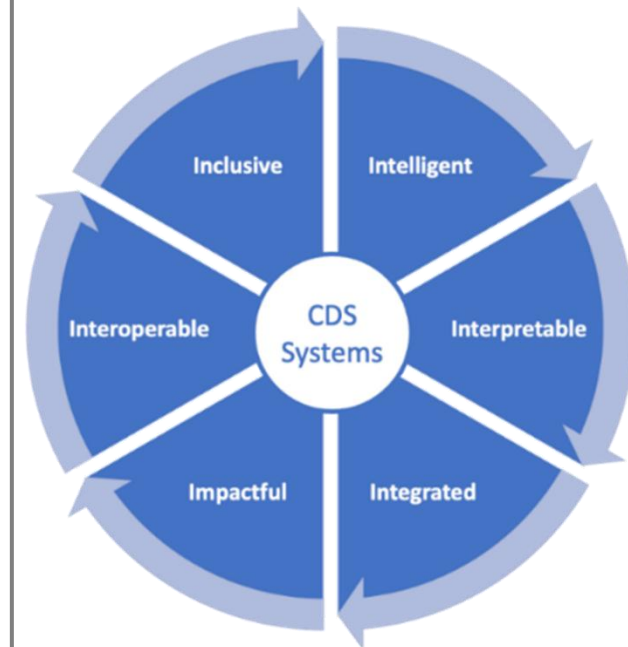 Inclusive
Intelligent
Interoperable
CDS
Systems
Interpretable
Impactful
Integrated